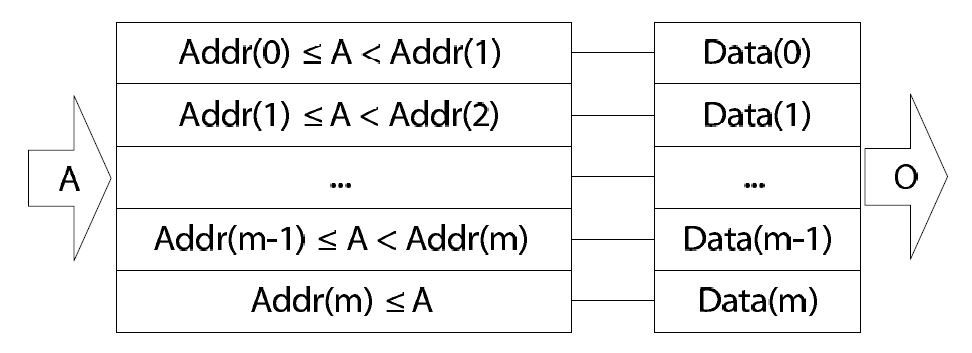 Addr(0) ≤ A < Addr(1) Data(0)
Addr(1) ≤ A < Addr(2) Data(1)
A ... ... O
Addr(m-1) ≤ A < Addr(m) Data(m-1)
Addr(m) ≤ A Data(m)